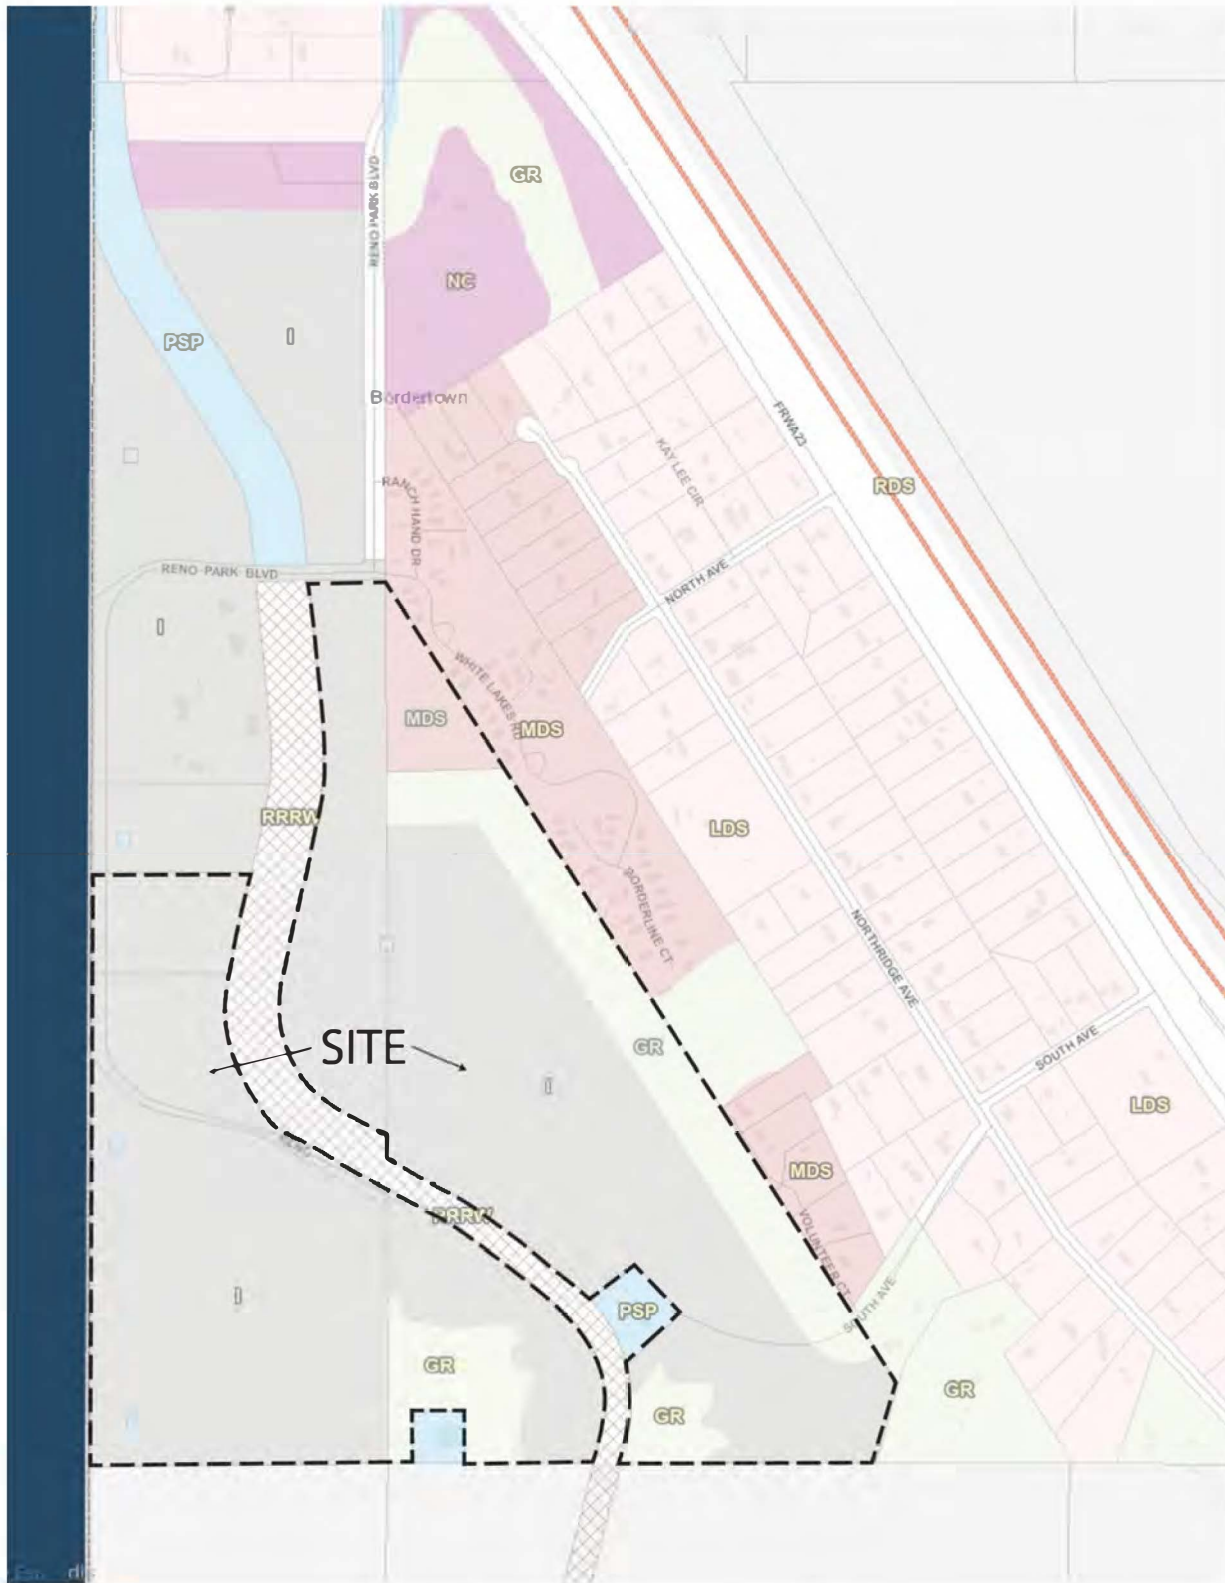 GR
RENO PARK BLVD
NC
PSP
I
Bordertown
FRWA23
KAY LEE CIR
RANCH HAND DR
RDS
RENO PARK BLVD
NORTH AVE
I
WHITE LAKES
MDS
MDS
RRRW
LDS
BORDERLINE CT
NORTHRIDGE AVE
SITE
GR
SOUTH AVE
I
LDS
MDS
RRRW
VOLUNTEER CT
I
PSP
SOUTH AVE
GR
GR
GR